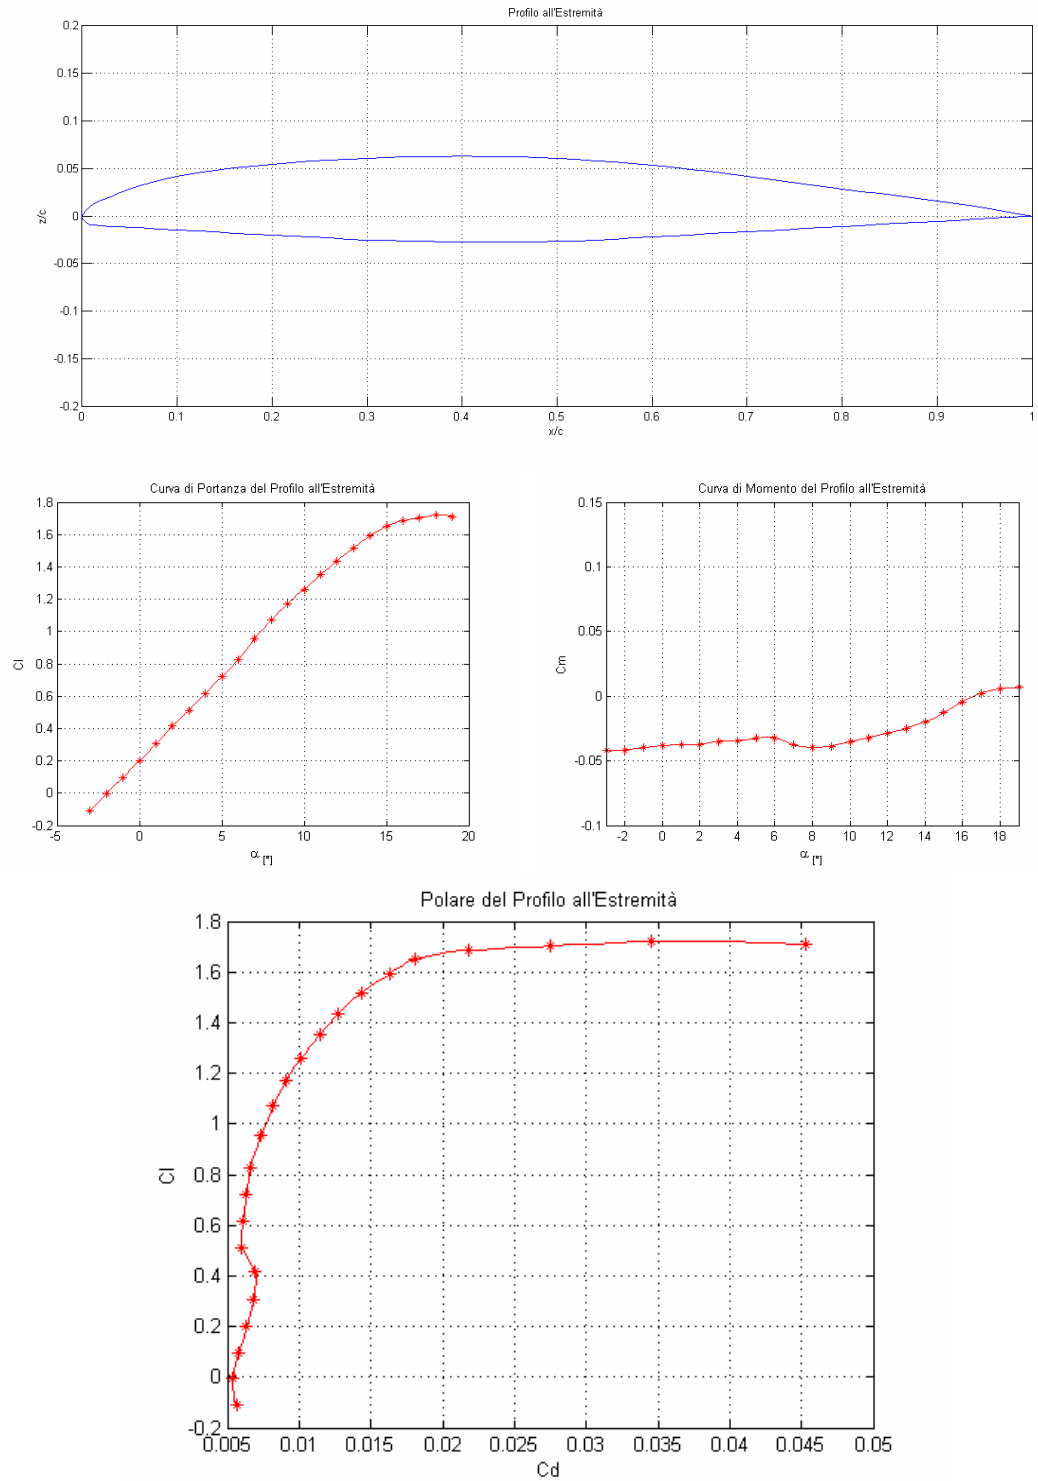 Profilo all'Estremità
0.2
0.15
0.1
0.05
0
-0.05
-0.1
-0.15
-0.2
z/c
0 0.1 0.2 0.3 0.4 0.5 0.6 0.7 0.8 0.9 1
x/c
Curva di Portanza del Profilo all'Estremità
1.8
1.6
1.4
1.2
1
0.8
0.6
0.4
0.2
0
-0.2
Cl
-5 0 5 10 15 20
α [°]
Curva di Momento del Profilo all'Estremità
0.15
0.1
0.05
0
-0.05
-0.1
Cm
-2 0 2 4 6 8 10 12 14 16 18
α [°]
Polare del Profilo all'Estremità
1.8
1.6
1.4
1.2
1
0.8
0.6
0.4
0.2
0
-0.2
Cl
0.005 0.01 0.015 0.02 0.025 0.03 0.035 0.04 0.045 0.05
Cd